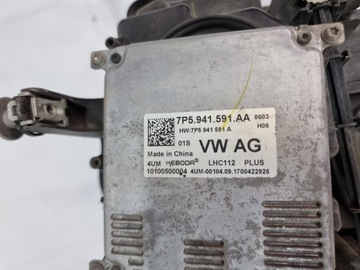 7P5.941.591.AA 0003
HW:7P5 941 591 A H06
01S VW AG
Made in China
4UM HEBODA® LHC112 PLUS
10100500004 4UM-00104.09.1700422926